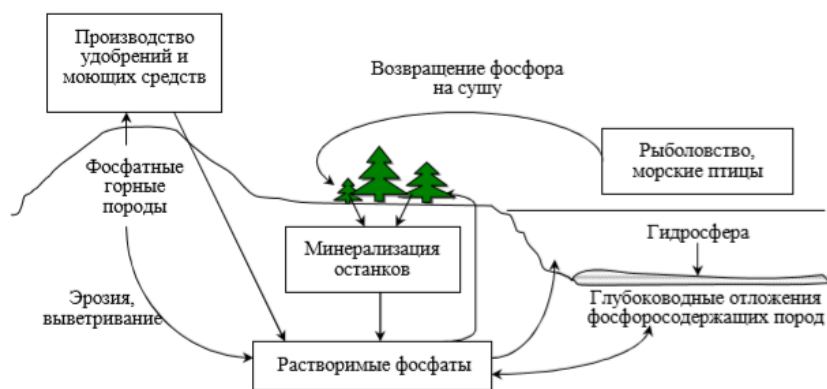 Производство
удобрений и
моющих средств
Возвращение фосфора
на сушу
Рыболовство,
морские птицы
Фосфатные
горные
породы
Гидросфера
Минерализация
останков
Эрозия,
выветривание
Глубоководные отложения
фосфоросодержащих пород
Растворимые фосфаты